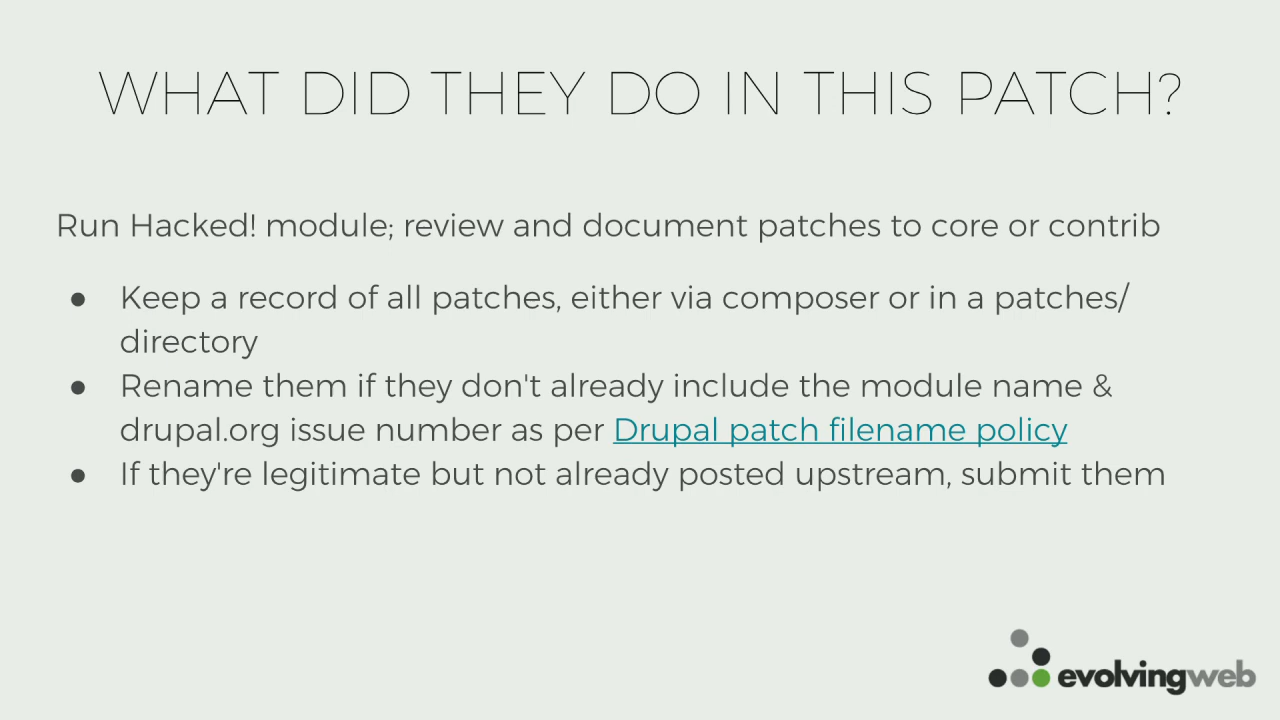 WHAT DID THEY DO IN THIS PATCH?
Run Hacked! module; review and document patches to core or contrib
● Keep a record of all patches, either via composer or in a patches/
directory
● Rename them if they don't already include the module name &
drupal.org issue number as per Drupal patch filename policy
● If they're legitimate but not already posted upstream, submit them
evolvingweb